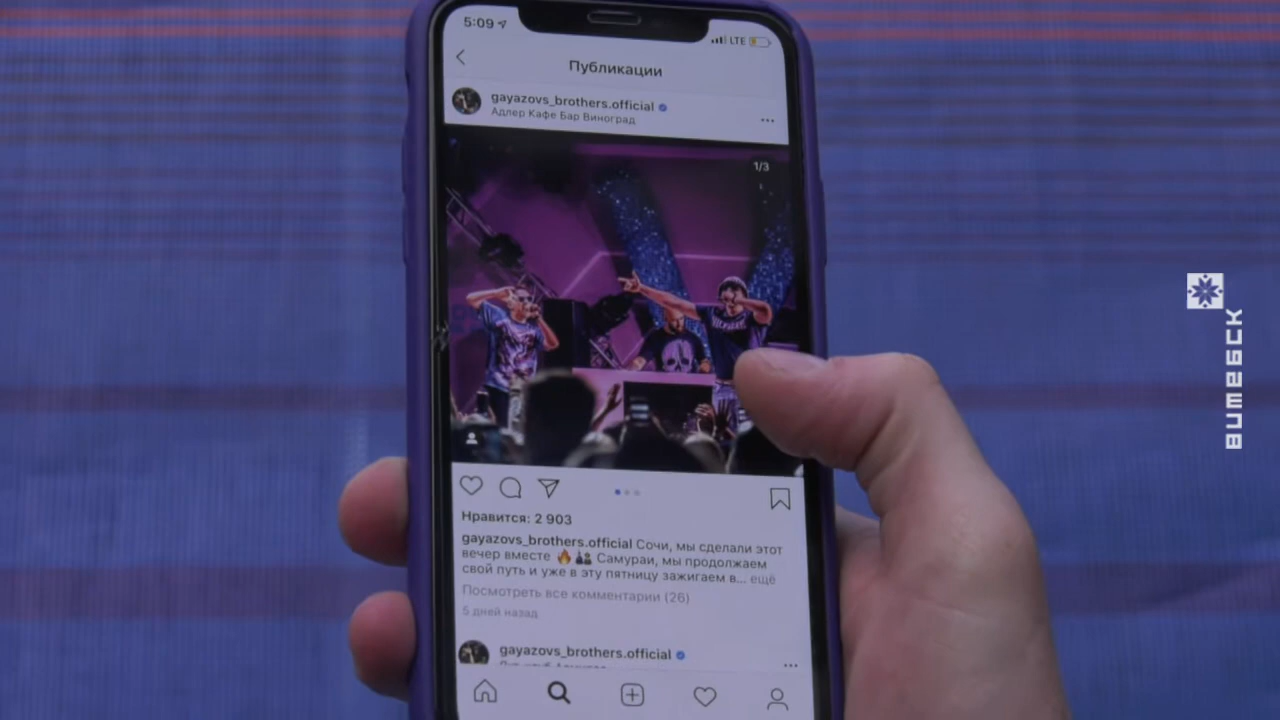 5:09
LTE
Публикации
gayazovs_brothers.official
Адлер Кафе Бар Виноград
1/3
Нравится: 2 903
gayazovs_brothers.official Сочи, мы сделали этот
вечер вместе 🔥👥 Самураи, мы продолжаем
свой путь и уже в эту пятницу зажигаем в... ещё
Посмотреть все комментарии (26)
5 дней назад
gayazovs_brothers.official
витебск